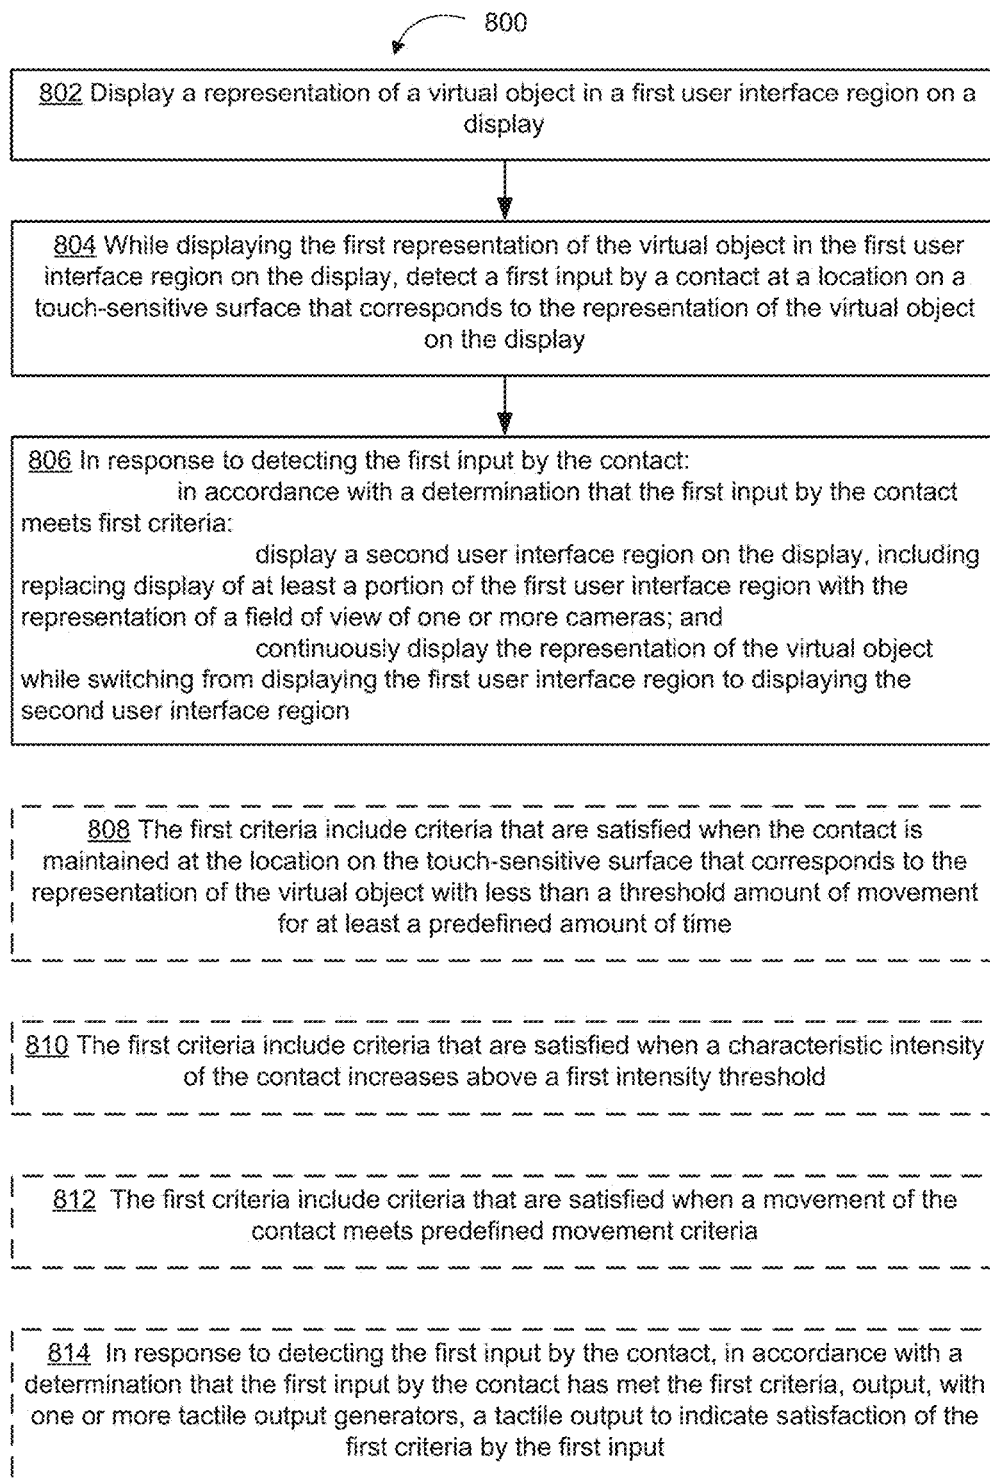 800
802 Display a representation of a virtual object in a first user interface region on a
display
804 While displaying the first representation of the virtual object in the first user
interface region on the display, detect a first input by a contact at a location on a
touch-sensitive surface that corresponds to the representation of the virtual object
on the display
806 In response to detecting the first input by the contact:
in accordance with a determination that the first input by the contact
meets first criteria:
display a second user interface region on the display, including
replacing display of at least a portion of the first user interface region with the
representation of a field of view of one or more cameras; and
continuously display the representation of the virtual object
while switching from displaying the first user interface region to displaying the
second user interface region
808 The first criteria include criteria that are satisfied when the contact is
maintained at the location on the touch-sensitive surface that corresponds to the
representation of the virtual object with less than a threshold amount of movement
for at least a predefined amount of time
810 The first criteria include criteria that are satisfied when a characteristic intensity
of the contact increases above a first intensity threshold
812 The first criteria include criteria that are satisfied when a movement of the
contact meets predefined movement criteria
814 In response to detecting the first input by the contact, in accordance with a
determination that the first input by the contact has met the first criteria, output, with
one or more tactile output generators, a tactile output to indicate satisfaction of the
first criteria by the first input